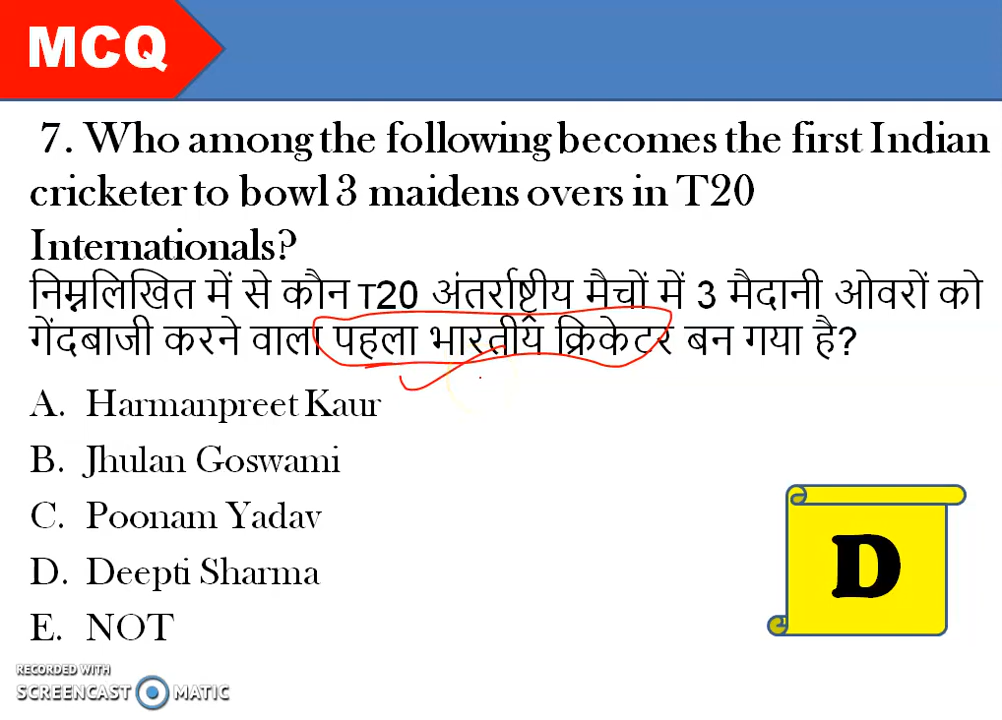 MCQ
7. Who among the following becomes the first Indian
cricketer to bowl 3 maidens overs in T20
Internationals?
निम्नलिखित में से कौन T20 अंतर्राष्ट्रीय मैचों में 3 मैदानी ओवरों को
गेंदबाजी करने वाला पहला भारतीय क्रिकेटर बन गया है?
A. Harmanpreet Kaur
B. Jhulan Goswami
C. Poonam Yadav
D. Deepti Sharma
E. NOT
D
RECORDED WITH
SCREENCAST MATIC